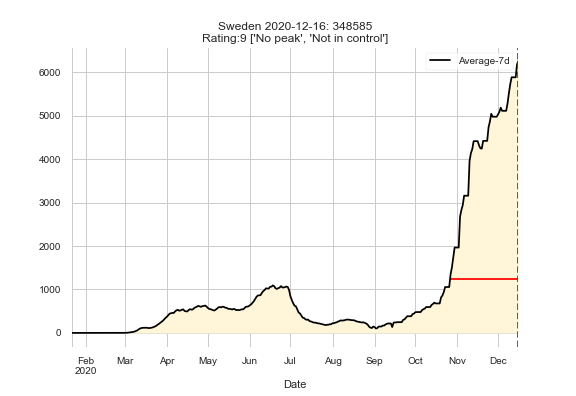 Sweden 2020-12-16: 348585
Rating:9 ['No peak', 'Not in control']
Average-7d
6000
5000
4000
3000
2000
1000
0
Feb Mar Apr May Jun Jul Aug Sep Oct Nov Dec
2020
Date